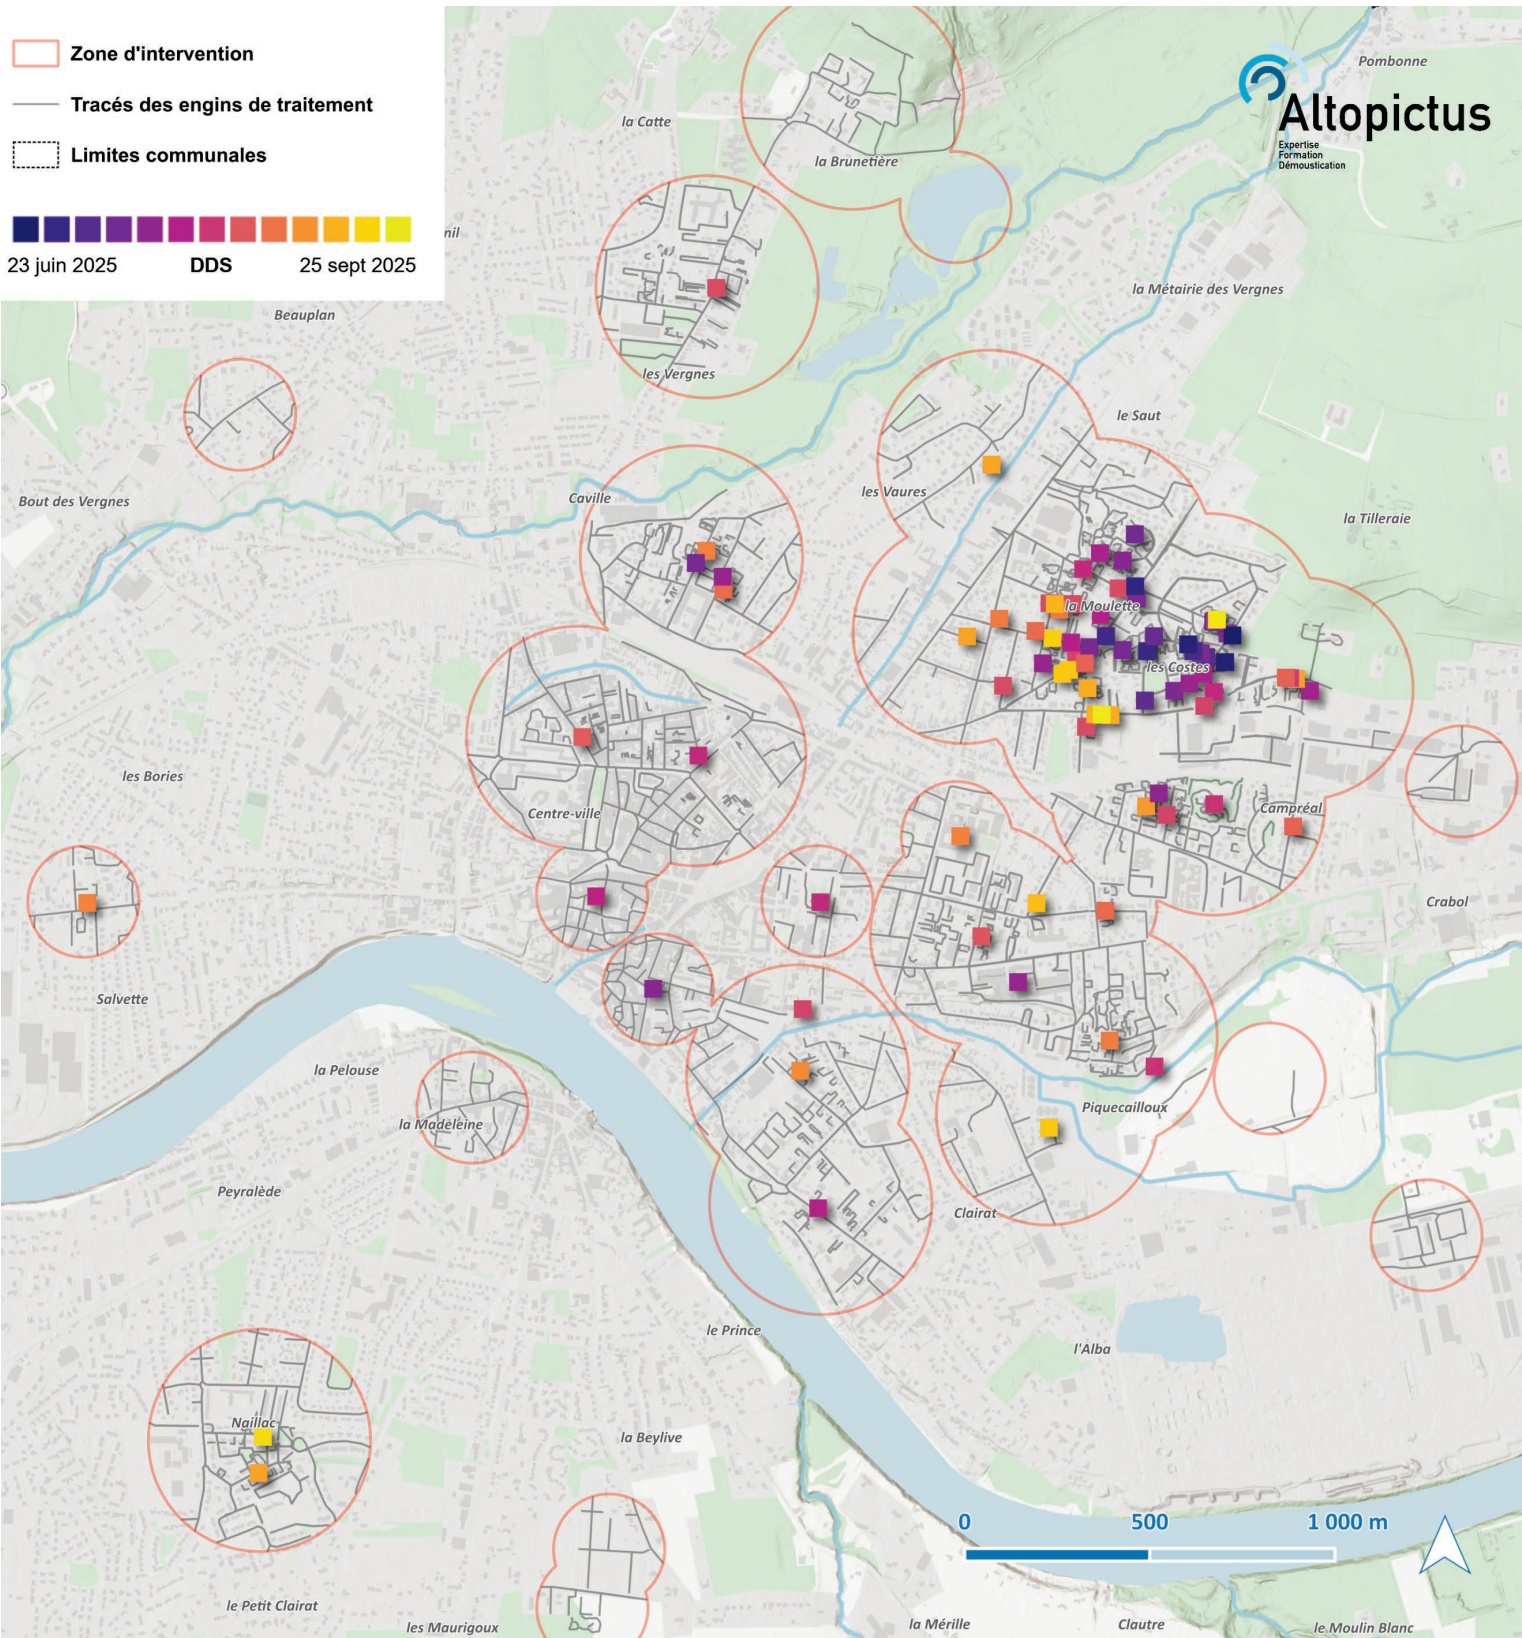 Zone d'intervention
Tracés des engins de traitement
Limites communales
23 juin 2025 DDS 25 sept 2025
Altopictus
Expertise
Formation
Démoustication
Pombonne
la Catte
la Brunetière
nil
la Métairie des Vergnes
Beauplan
les Vergnes
le Saut
Bout des Vergnes
Caville
les Vaures
la Tilleraie
la Moulette
les Costes
les Bories
Centre-ville
Campréal
Crabol
Salvette
la Pelouse
la Madeleine
Piquecailloux
Peyralède
Clairat
le Prince
l'Alba
Naillac
la Beylive
0 500 1 000 m
le Petit Clairat
les Maurigoux
la Mérille
Clautre
le Moulin Blanc